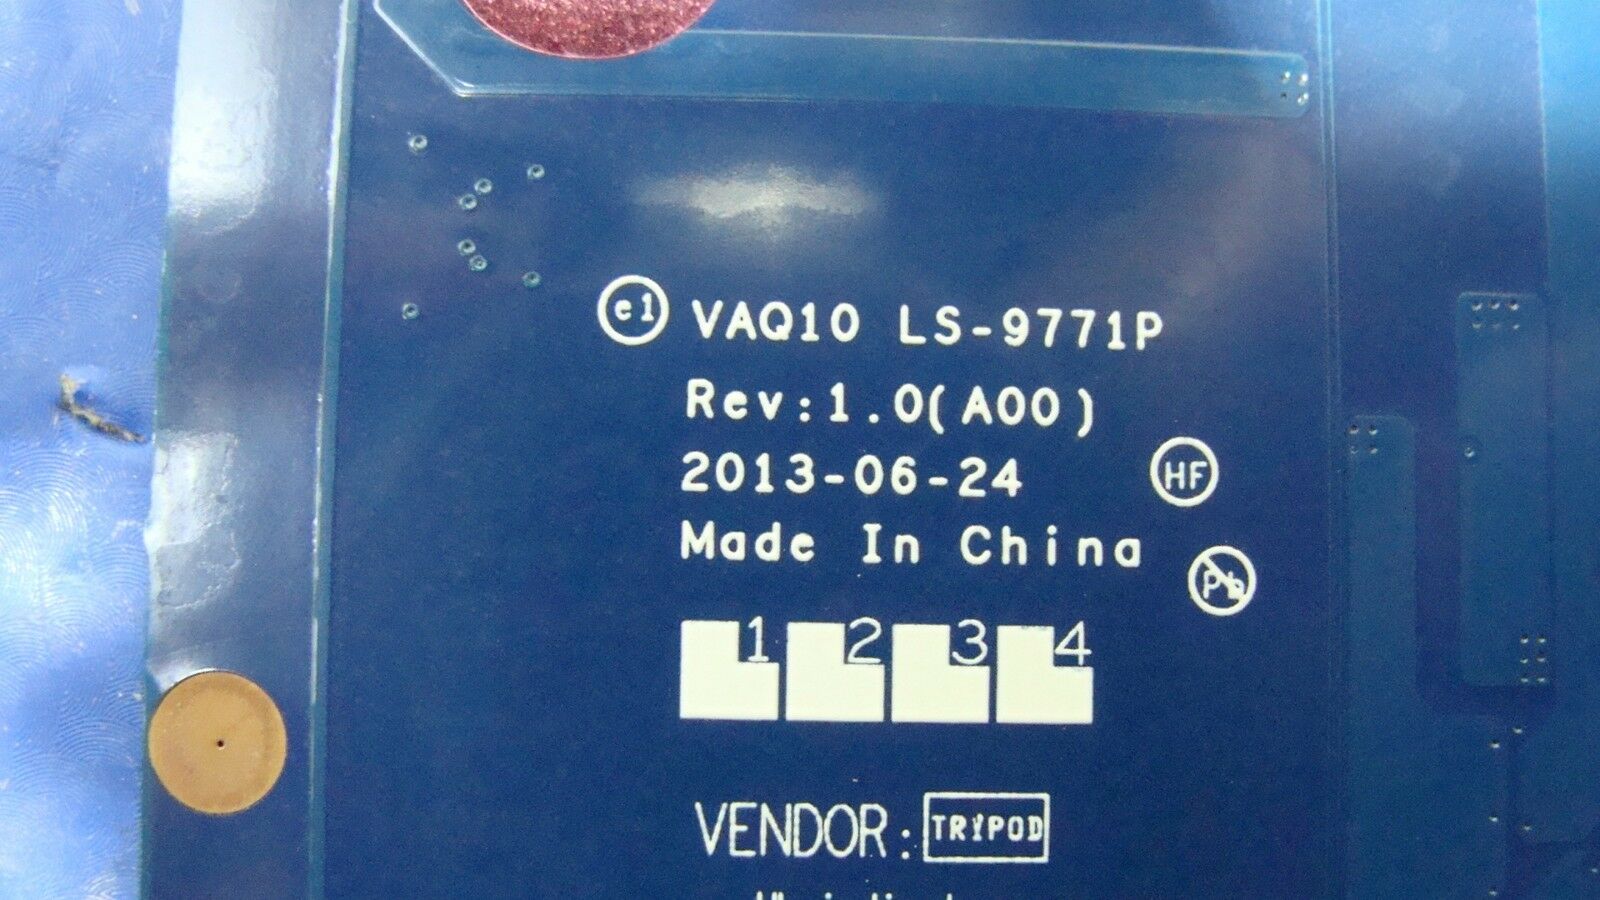 e1 VAQ10 LS-9771P
Rev:1.0(A00)
2013-06-24
HF
Made In China
Pb
1 2 3 4
VENDOR: TRIPOD